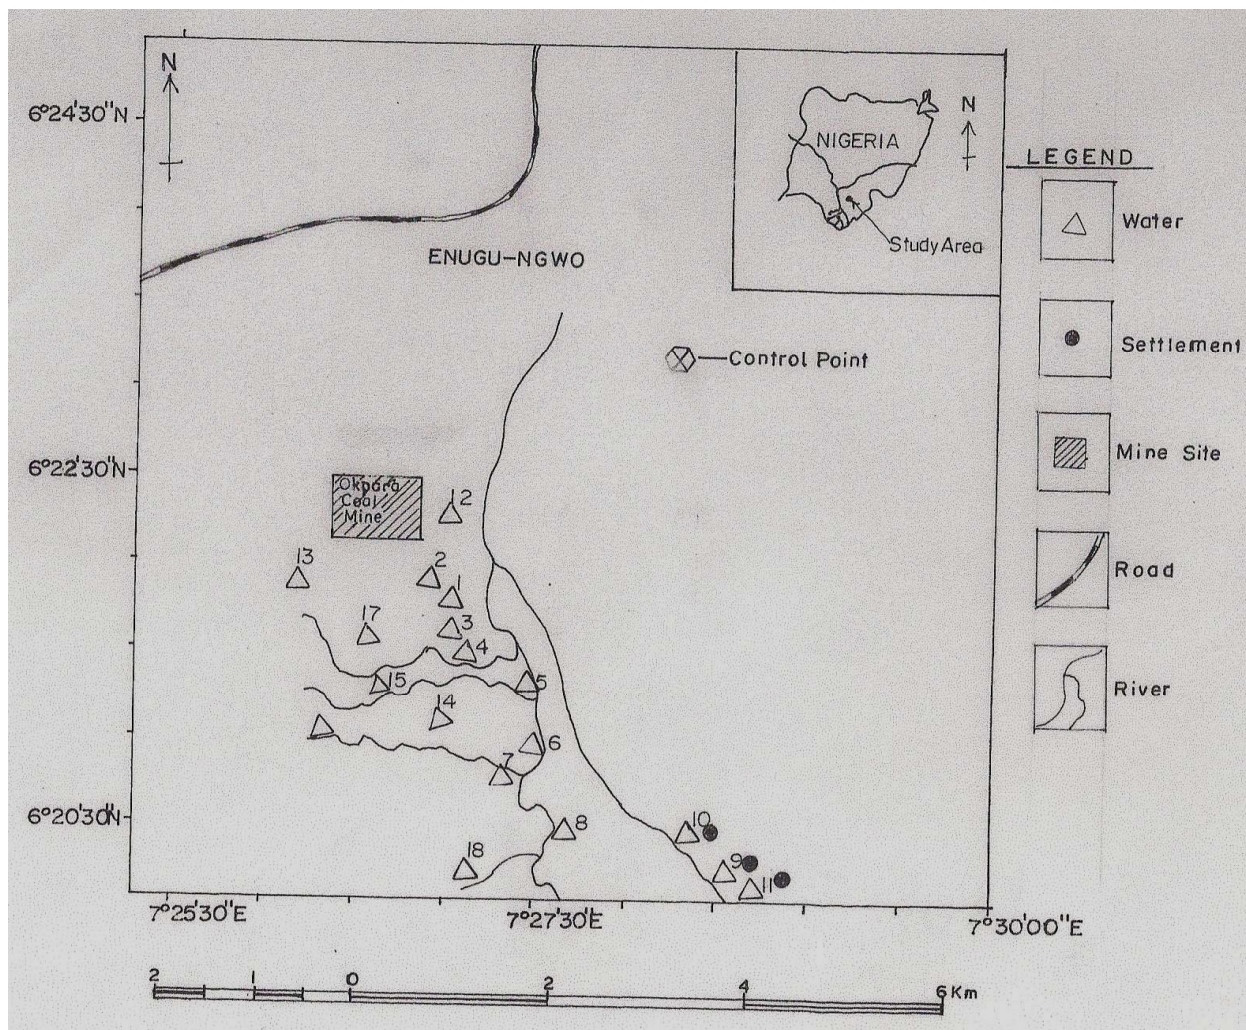 N
6°24'30"N
NIGERIA
N
Study Area
LEGEND
Water
ENUGU-NGWO
Control Point
Settlement
6°22'30"N
Okpara
Coal
Mine
12
Mine Site
13
2
1
Road
17
3
4
15
5
River
14
6
7
6°20'30"N
8
10
18
9
11
7°25'30"E
7°27'30"E
7°30'00"E
2 1 0 2 4 6 Km